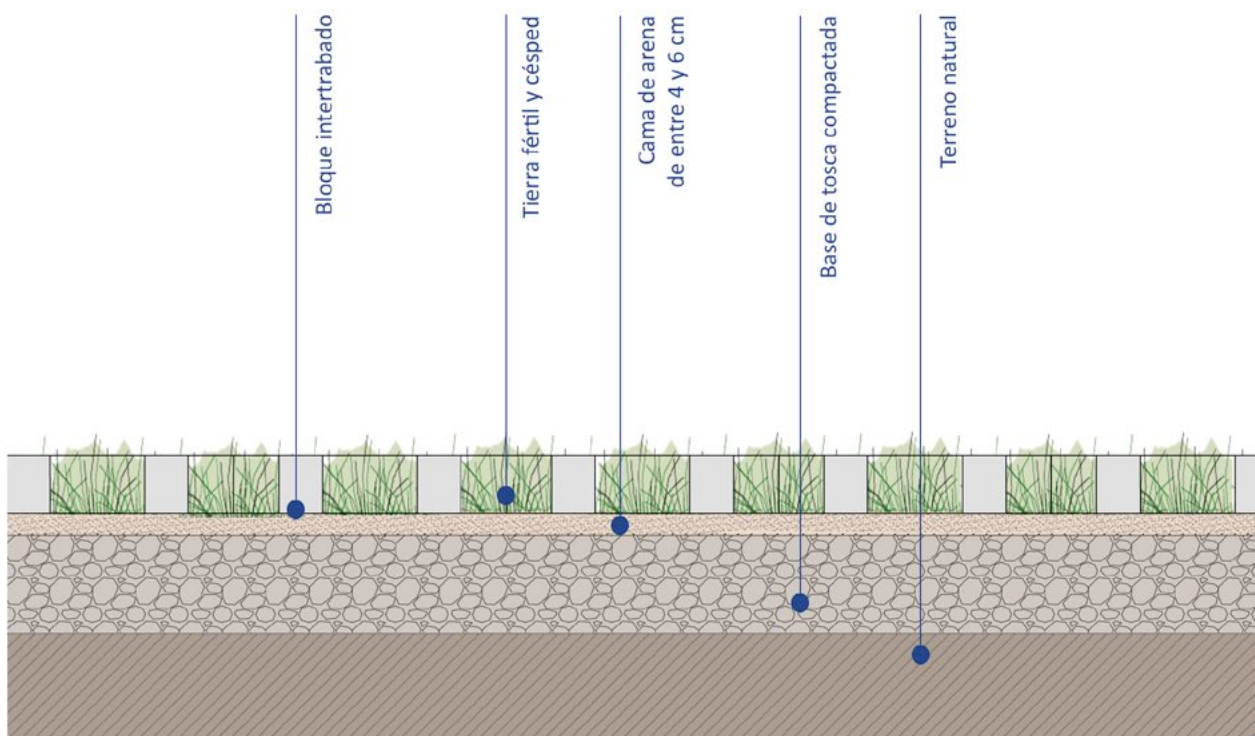 Bloque intertrabado
Tierra fértil y césped
Cama de arena
de entre 4 y 6 cm
Base de tosca compactada
Terreno natural